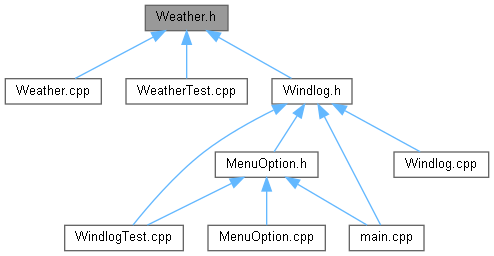 Weather.h
Weather.cpp
WeatherTest.cpp
Windlog.h
MenuOption.h
Windlog.cpp
WindlogTest.cpp
MenuOption.cpp
main.cpp